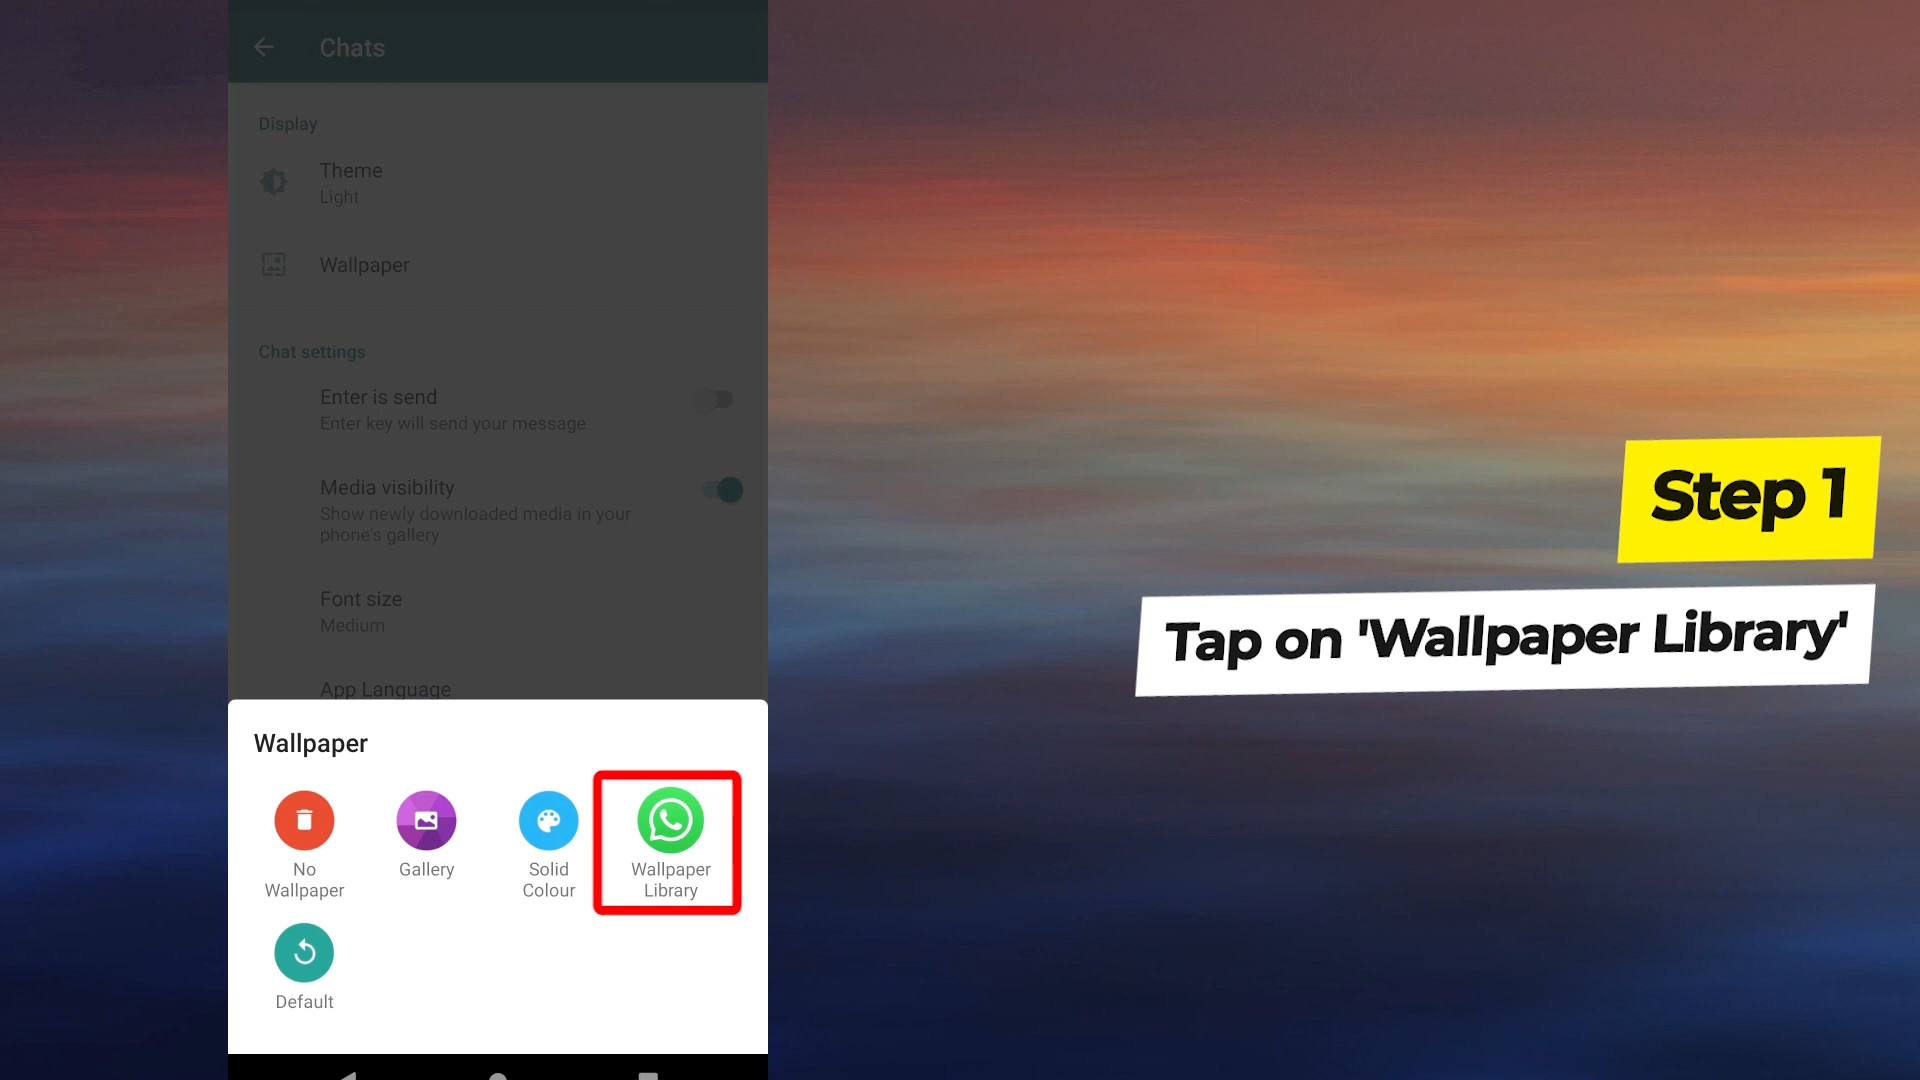 Chats
Display
Theme
Light
Wallpaper
Chat settings
Enter is send
Enter key will send your message
Media visibility
Show newly downloaded media in your
phone's gallery
Font size
Medium
App Language
Wallpaper
No
Wallpaper
Gallery
Solid
Colour
Wallpaper
Library
Default
Step 1
Tap on 'Wallpaper Library'